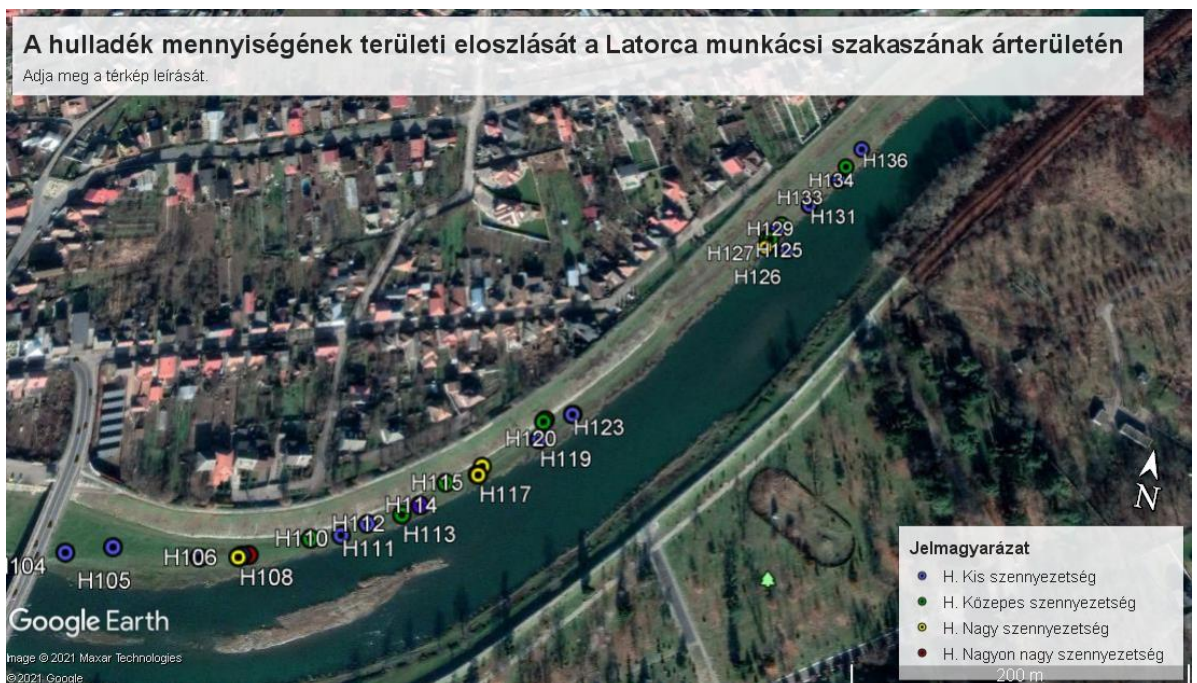 A hulladék mennyiségének területi eloszlását a Latorca munkácsi szakaszának árterületén
Adja meg a térkép leírását.
H136
H134
H133
H131
H129
H127
H125
H126
H123
H120
H119
H115
H117
H114
H112
H113
H110
H111
104
H106
H105
H108
N
Jelmagyarázat
H. Kis szennyezetség
H. Kőzepes szennyezetség
H. Nagy szennyezetség
H. Nagyon nagy szennyezetség
200 m
Google Earth
Image © 2021 Maxar Technologies
©2021 Google